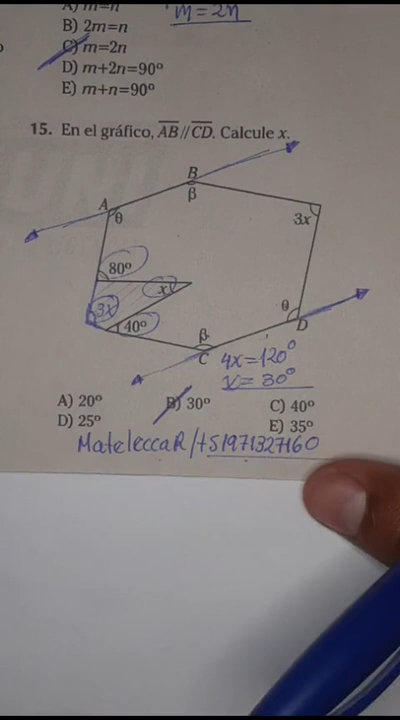 A) m=n
m = 2n
B) 2m=n
C) m=2n
D) m+2n=90°
E) m+n=90°
15. En el gráfico, AB//CD. Calcule x.
B
β
A
θ
3x
80°
x
3x
40°
θ
D
β
C
4x=120°
x=30°
A) 20°
B) 30°
C) 40°
D) 25°
E) 35°
MateleccaR/+51971327160